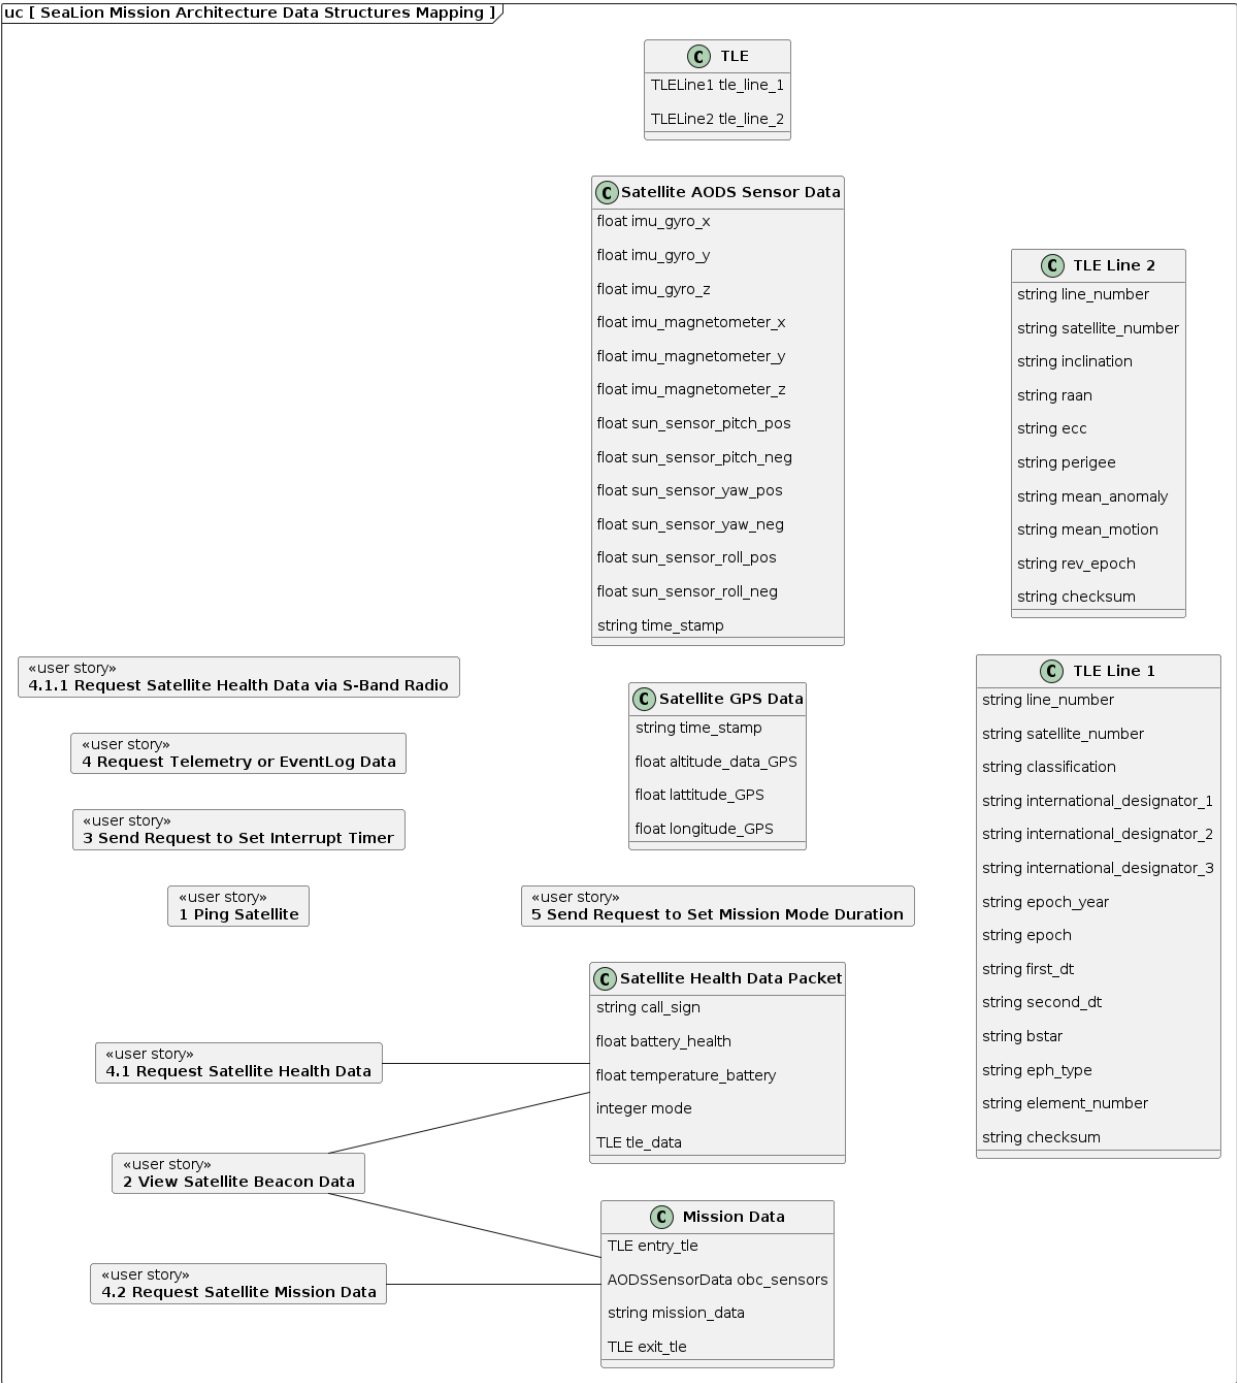 uc [ SeaLion Mission Architecture Data Structures Mapping ]
C TLE
TLELine1 tle_line_1
TLELine2 tle_line_2
C Satellite AODS Sensor Data
float imu_gyro_x
float imu_gyro_y
float imu_gyro_z
float imu_magnetometer_x
float imu_magnetometer_y
float imu_magnetometer_z
float sun_sensor_pitch_pos
float sun_sensor_pitch_neg
float sun_sensor_yaw_pos
float sun_sensor_yaw_neg
float sun_sensor_roll_pos
float sun_sensor_roll_neg
string time_stamp
C TLE Line 2
string line_number
string satellite_number
string inclination
string raan
string ecc
string perigee
string mean_anomaly
string mean_motion
string rev_epoch
string checksum
«user story»
4.1.1 Request Satellite Health Data via S-Band Radio
«user story»
4 Request Telemetry or EventLog Data
«user story»
3 Send Request to Set Interrupt Timer
«user story»
1 Ping Satellite
C Satellite GPS Data
string time_stamp
float altitude_data_GPS
float lattitude_GPS
float longitude_GPS
«user story»
5 Send Request to Set Mission Mode Duration
C TLE Line 1
string line_number
string satellite_number
string classification
string international_designator_1
string international_designator_2
string international_designator_3
string epoch_year
string epoch
string first_dt
string second_dt
string bstar
string eph_type
string element_number
string checksum
C Satellite Health Data Packet
string call_sign
float battery_health
float temperature_battery
integer mode
TLE tle_data
«user story»
4.1 Request Satellite Health Data
«user story»
2 View Satellite Beacon Data
«user story»
4.2 Request Satellite Mission Data
C Mission Data
TLE entry_tle
AODSSensorData obc_sensors
string mission_data
TLE exit_tle